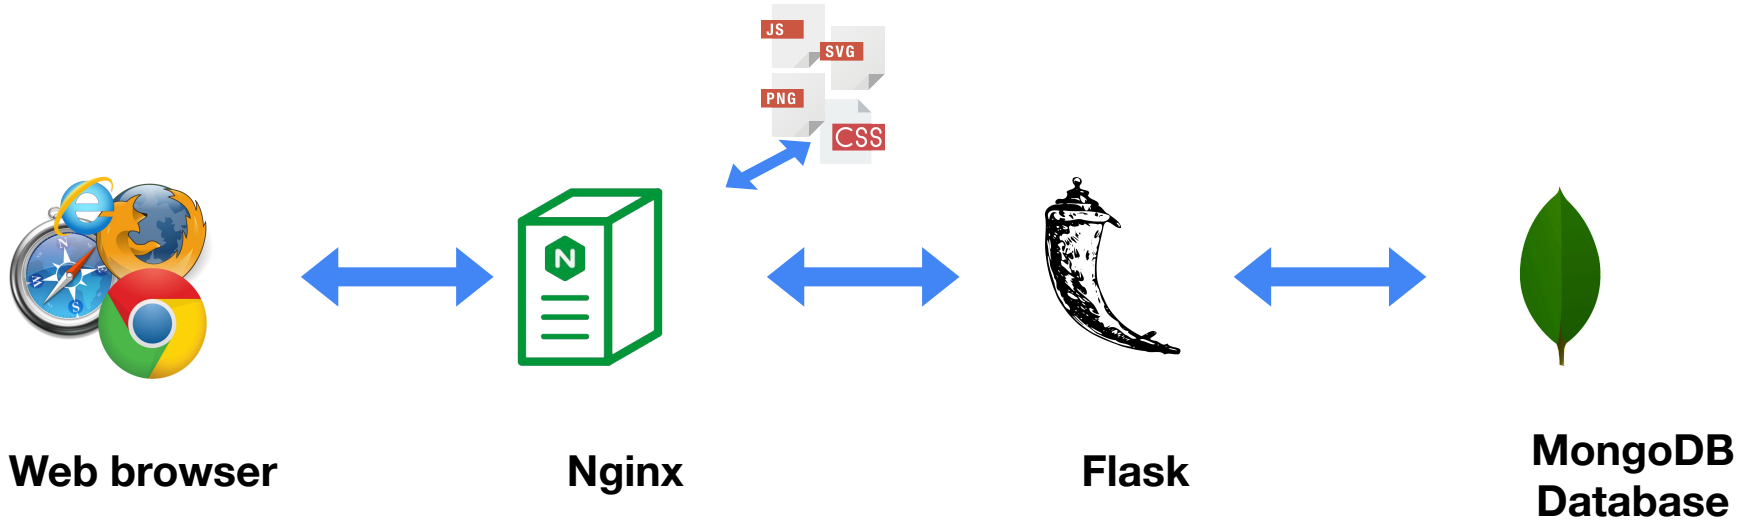 JS
SVG
PNG
CSS
N
N
W
E
S
Web browser
Nginx
Flask
MongoDB
Database